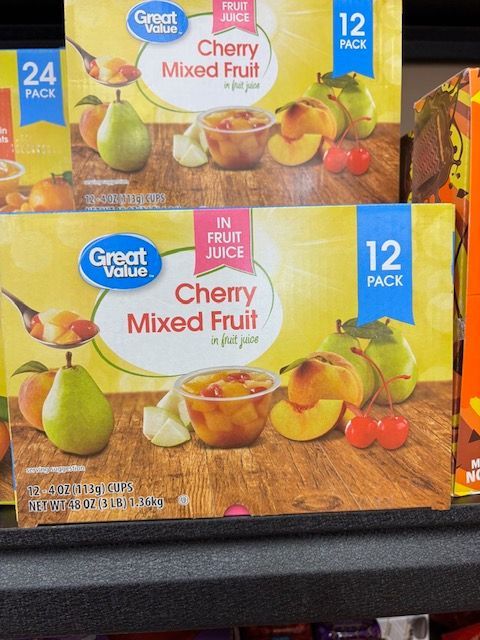 Great
Value
FRUIT
JUICE
12
PACK
Cherry
Mixed Fruit
in fruit juice
24
PACK
serving suggestion
12 - 4 OZ (113g) CUPS
IN
FRUIT
JUICE
Great
Value
12
PACK
Cherry
Mixed Fruit
in fruit juice
serving suggestion
12 - 4 OZ (113g) CUPS
NET WT 48 OZ (3 LB) 1.36kg